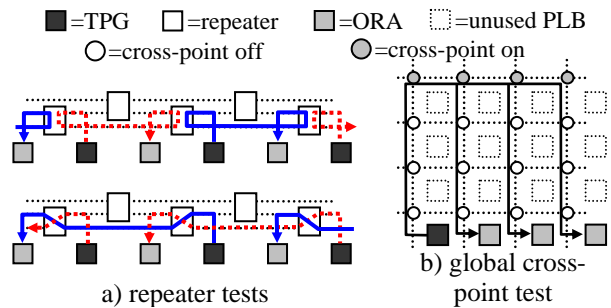 =TPG =repeater =ORA =unused PLB
=cross-point off =cross-point on
a) repeater tests
b) global cross-
point test